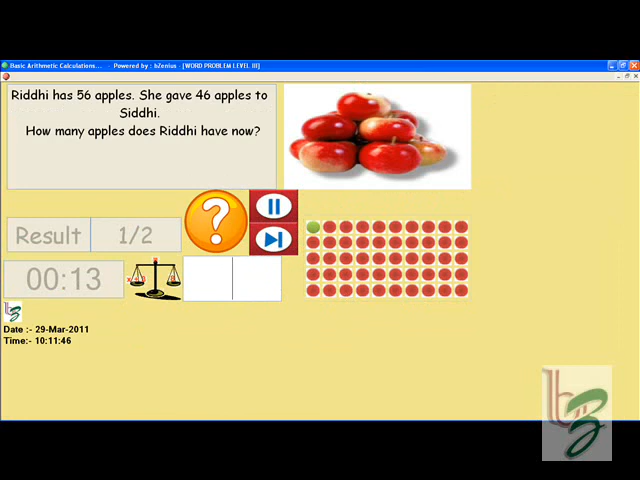 Basic Arithmetic Calculations... - Powered by : bZenius - [WORD PROBLEM LEVEL III]
Riddhi has 56 apples. She gave 46 apples to
Siddhi.
How many apples does Riddhi have now?
Result 1/2
00:13
Date :- 29-Mar-2011
Time:- 10:11:46